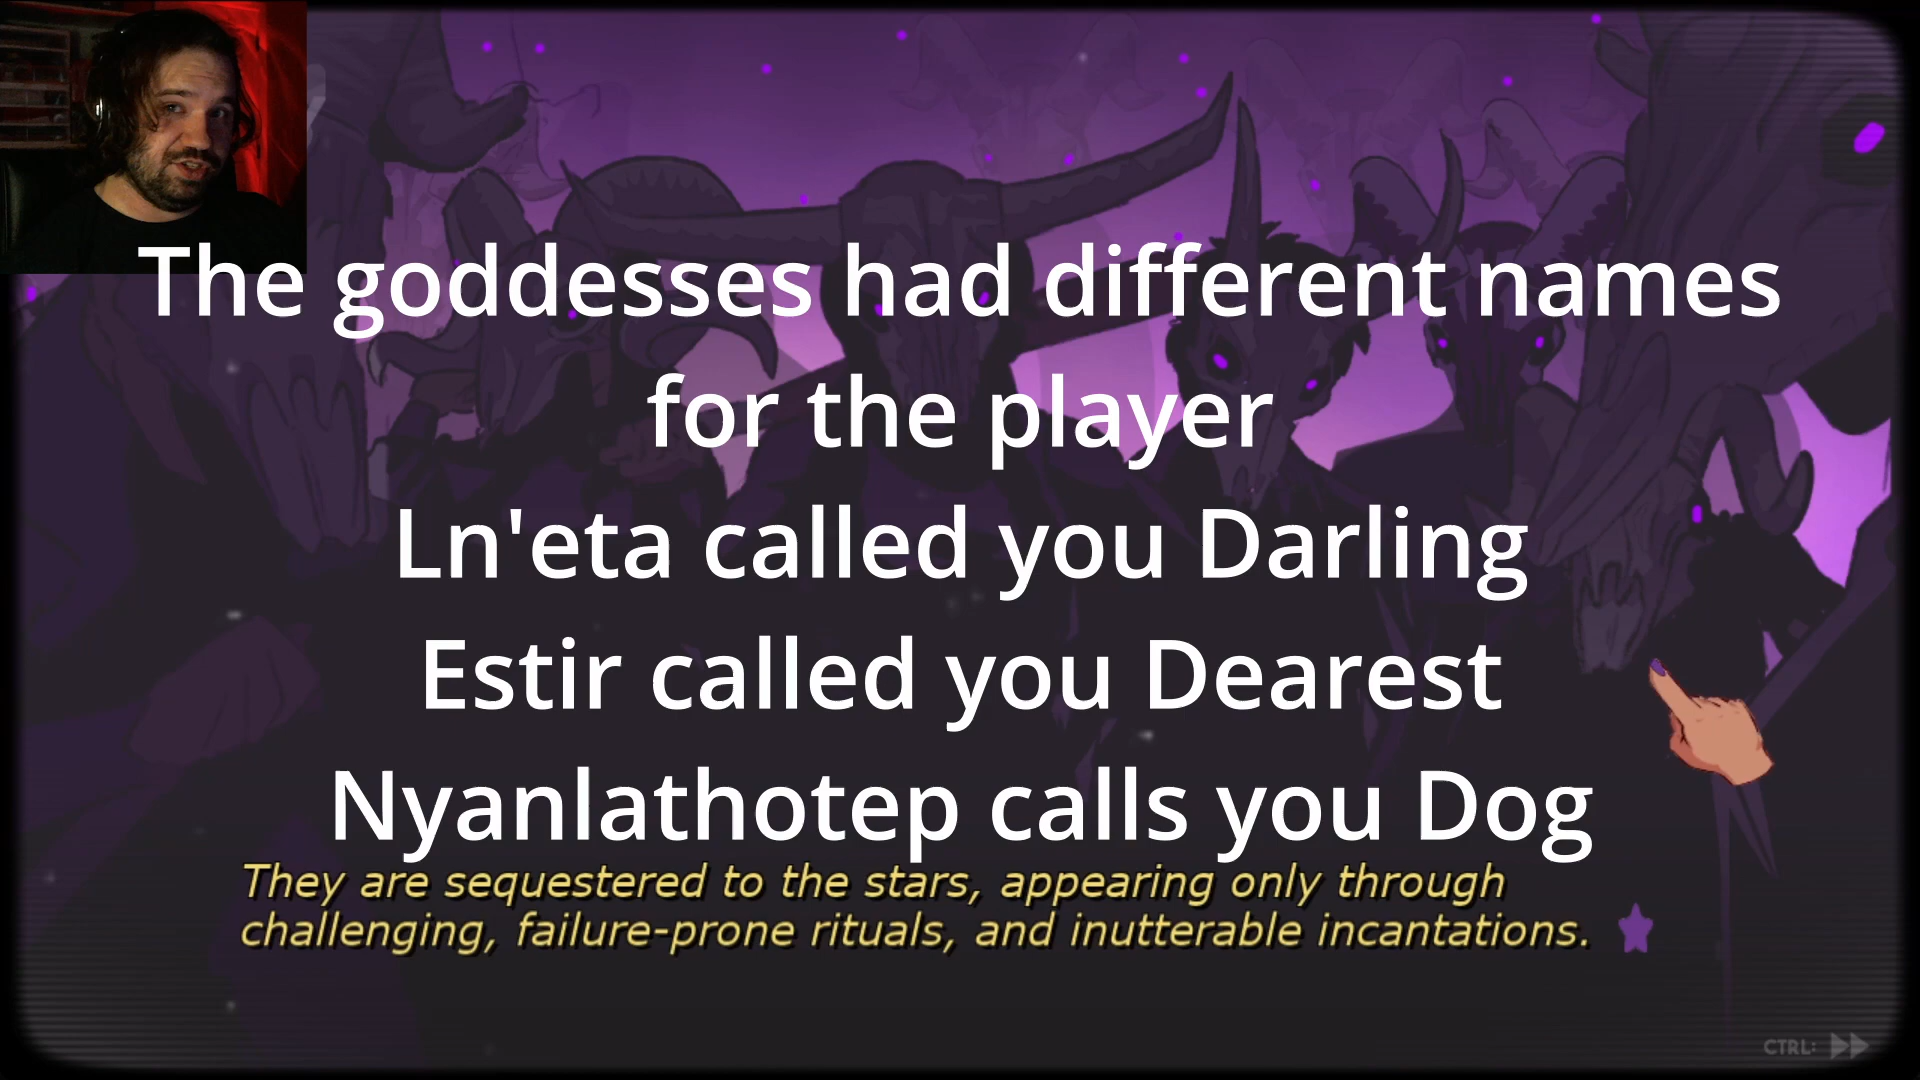 The goddesses had different names
for the player
Ln'eta called you Darling
Estir called you Dearest
Nyanlathotep calls you Dog
They are sequestered to the stars, appearing only through
challenging, failure-prone rituals, and inutterable incantations.
CTRL: